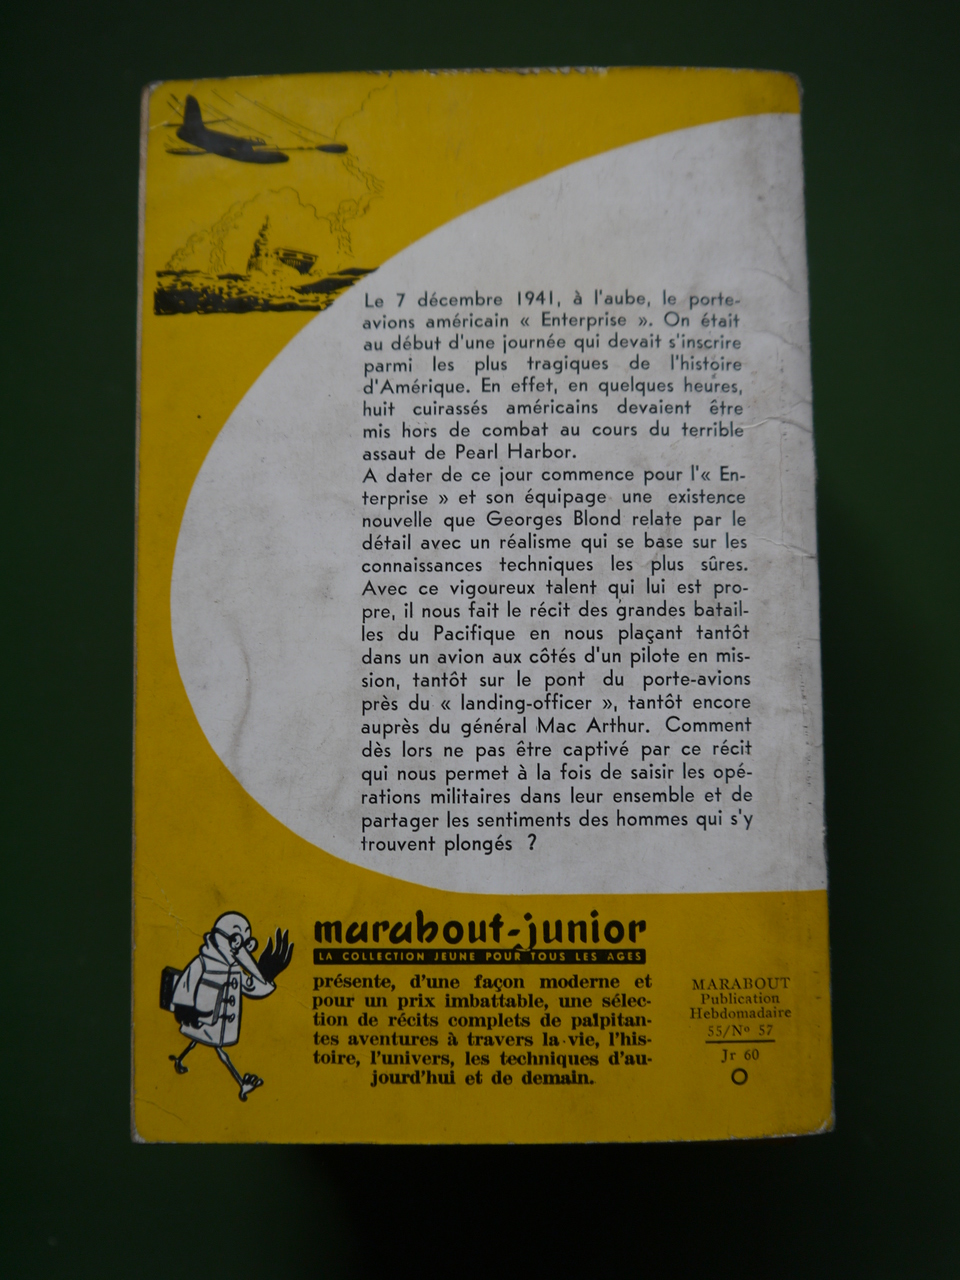 Le 7 décembre 1941, à l'aube, le porte-
avions américain « Enterprise ». On était
au début d'une journée qui devait s'inscrire
parmi les plus tragiques de l'histoire
d'Amérique. En effet, en quelques heures,
huit cuirassés américains devaient être
mis hors de combat au cours du terrible
assaut de Pearl Harbor.
A dater de ce jour commence pour l'« En-
terprise » et son équipage une existence
nouvelle que Georges Blond relate par le
détail avec un réalisme qui se base sur les
connaissances techniques les plus sûres.
Avec ce vigoureux talent qui lui est pro-
pre, il nous fait le récit des grandes batail-
les du Pacifique en nous plaçant tantôt
dans un avion aux côtés d'un pilote en mis-
sion, tantôt sur le pont du porte-avions
près du « landing-officer », tantôt encore
auprès du général Mac Arthur. Comment
dès lors ne pas être captivé par ce récit
qui nous permet à la fois de saisir les opé-
rations militaires dans leur ensemble et de
partager les sentiments des hommes qui s'y
trouvent plongés ?
marabout-junior
LA COLLECTION JEUNE POUR TOUS LES AGES
présente, d'une façon moderne et
pour un prix imbattable, une sélec-
tion de récits complets de palpitan-
tes aventures à travers la vie, l'his-
toire, l'univers, les techniques d'au-
jourd'hui et de demain.
MARABOUT
Publication
Hebdomadaire
55/Nº 57
Jr 60